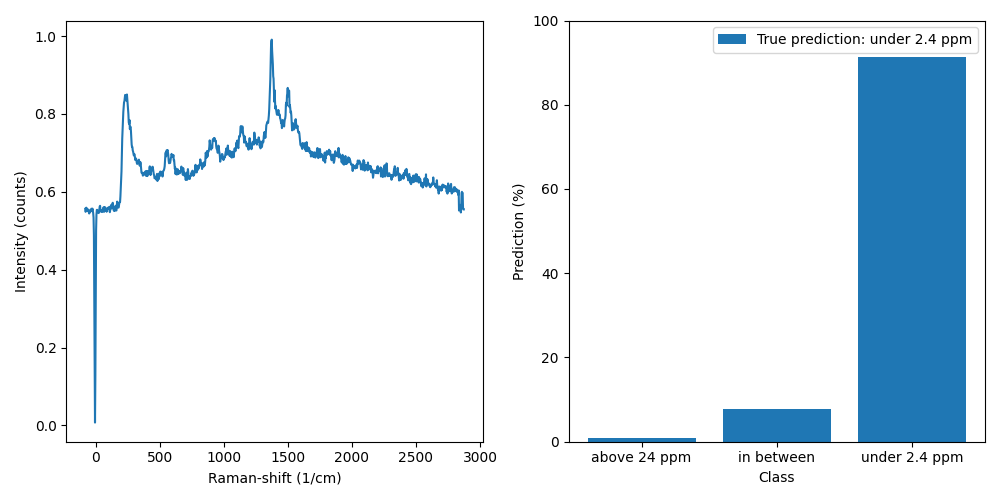 1.0
0.8
0.6
0.4
0.2
0.0
Intensity (counts)
0
500
1000
1500
2000
2500
3000
Raman-shift (1/cm)
100
80
60
40
20
0
Prediction (%)
True prediction: under 2.4 ppm
above 24 ppm
in between
under 2.4 ppm
Class